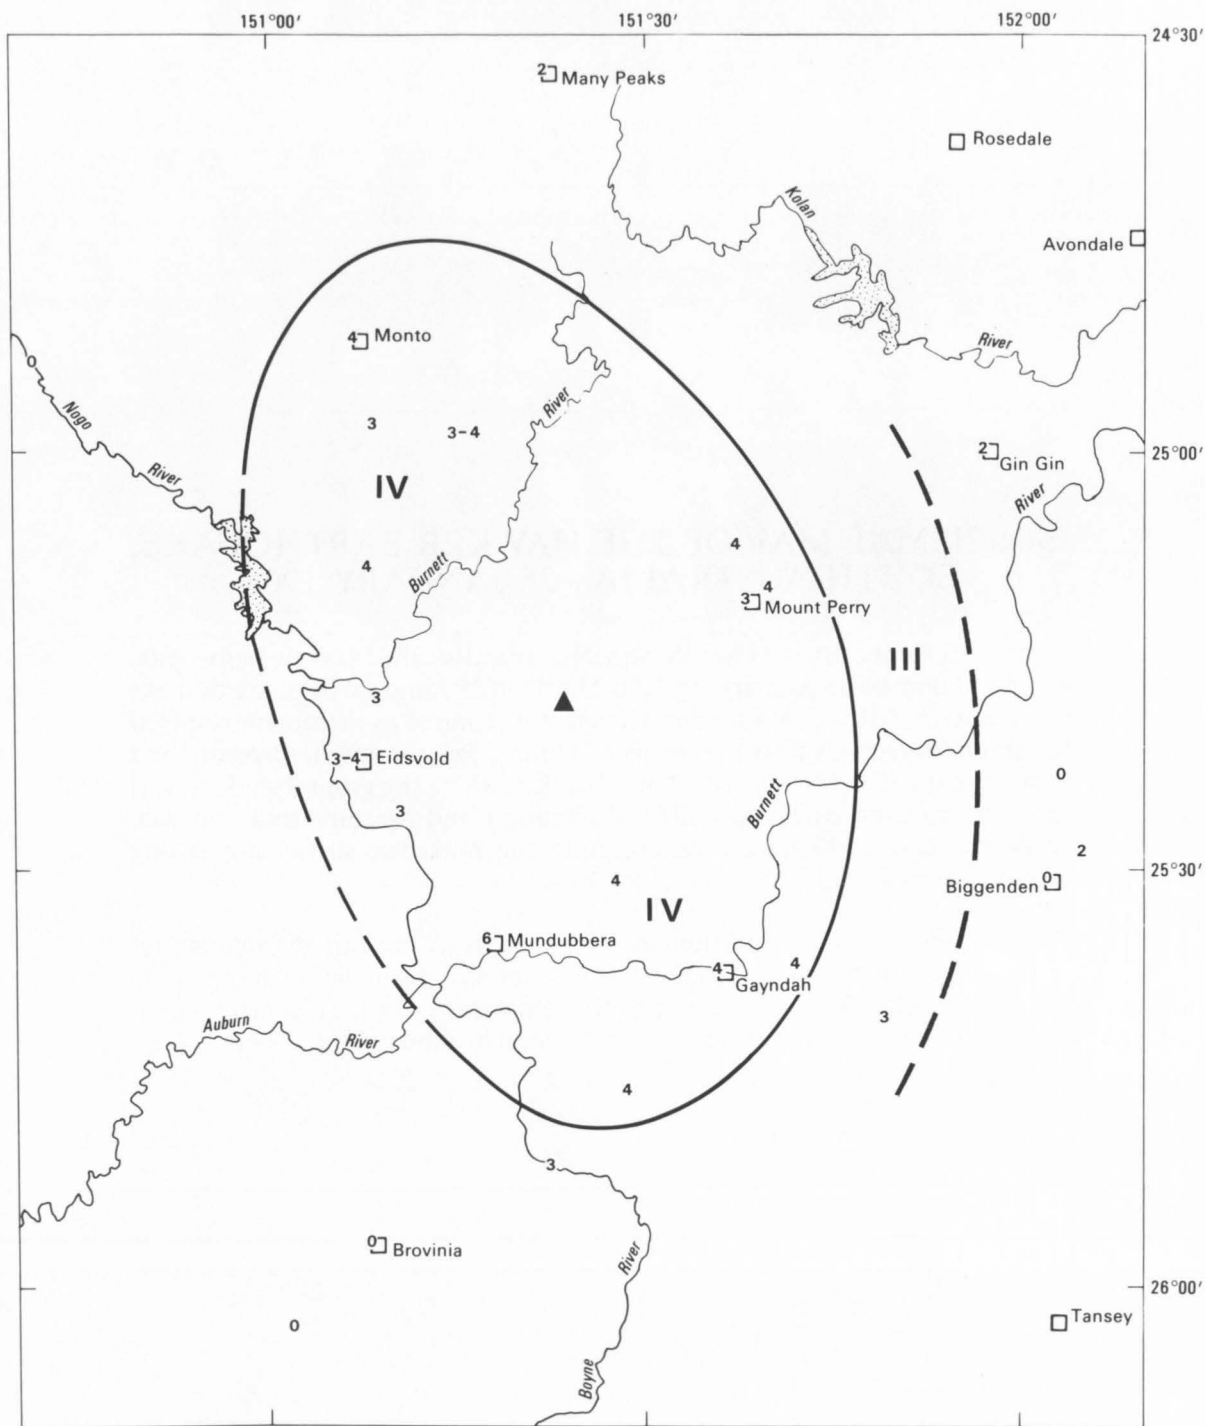 151°00′ 151°30′ 152°00′
24°30′
2 Many Peaks
Rosedale
Kolan
Avondale
4 Monto
0
River
3
3-4
River
Nogo
2 Gin Gin
25°00′
River
River
IV
4
4
Burnett
4
3 Mount Perry
III
3
3-4 Eidsvold
0
3
Burnett
2
4
25°30′
IV
Biggenden 0
6 Mundubbera
4
4 Gayndah
Auburn
3
River
4
3
0 Brovinia
River
26°00′
0
Tansey
Boyne